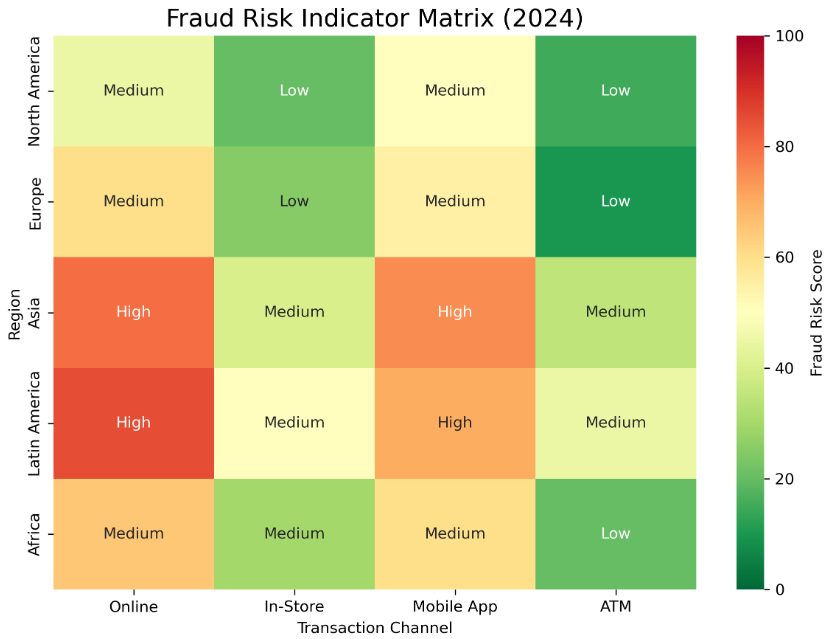 Fraud Risk Indicator Matrix (2024)
North America
Medium
Low
Medium
Low
Europe
Medium
Low
Medium
Low
Asia
High
Medium
High
Medium
Latin America
High
Medium
High
Medium
Africa
Medium
Medium
Medium
Low
Region
Online
In-Store
Mobile App
ATM
Transaction Channel
100
80
60
40
20
0
Fraud Risk Score